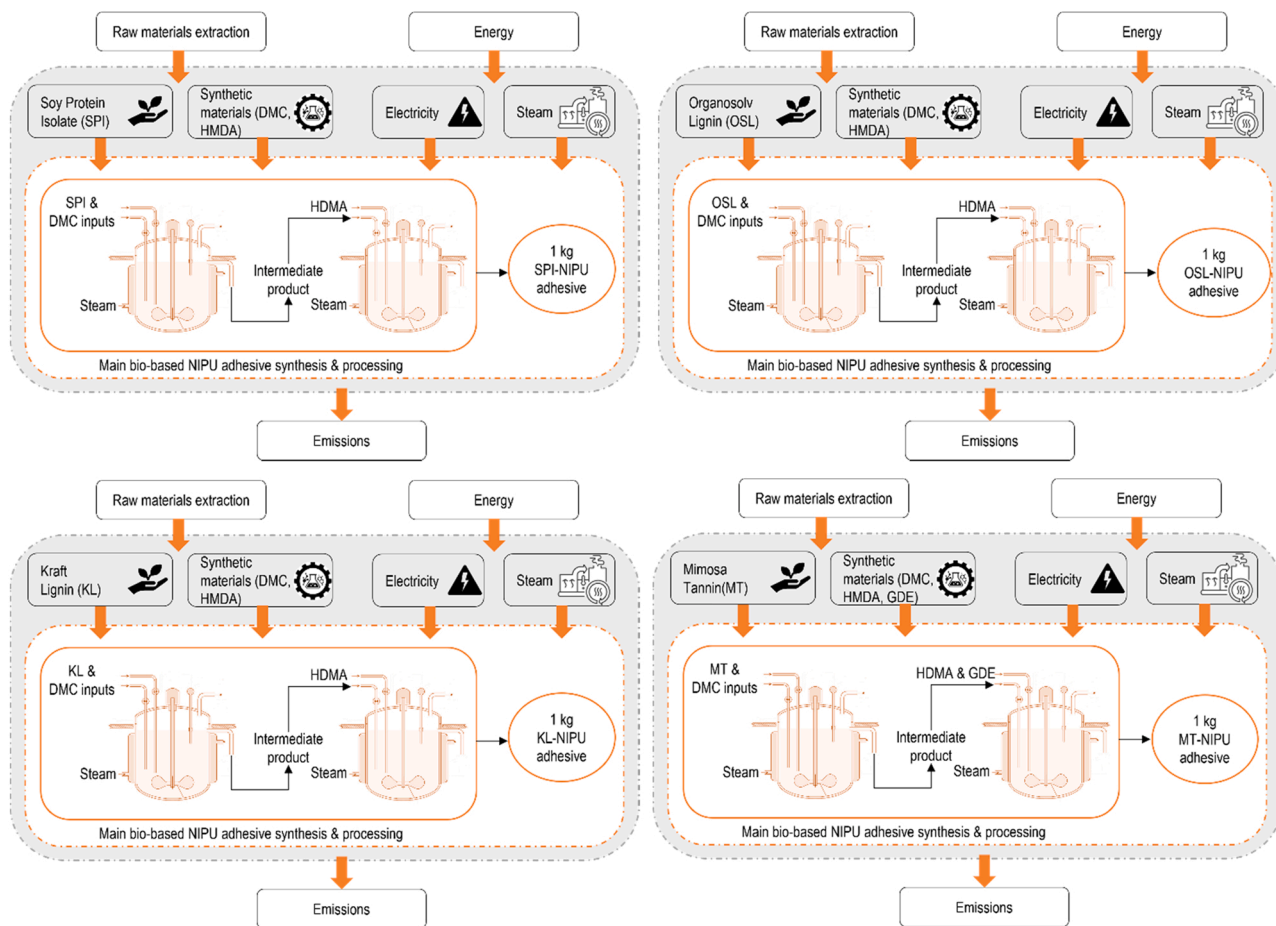 Raw materials extraction
Energy
Soy Protein
Isolate (SPI)
Synthetic
materials (DMC,
HMDA)
Electricity
Steam
SPI &
DMC inputs
HDMA
Intermediate
product
Steam
Steam
1 kg
SPI-NIPU
adhesive
Main bio-based NIPU adhesive synthesis & processing
Emissions
Raw materials extraction
Energy
Organosolv
Lignin (OSL)
Synthetic
materials (DMC,
HMDA)
Electricity
Steam
OSL &
DMC inputs
HDMA
Intermediate
product
Steam
Steam
1 kg
OSL-NIPU
adhesive
Main bio-based NIPU adhesive synthesis & processing
Emissions
Raw materials extraction
Energy
Kraft
Lignin (KL)
Synthetic
materials (DMC,
HMDA)
Electricity
Steam
KL &
DMC inputs
HDMA
Intermediate
product
Steam
Steam
1 kg
KL-NIPU
adhesive
Main bio-based NIPU adhesive synthesis & processing
Emissions
Raw materials extraction
Energy
Mimosa
Tannin(MT)
Synthetic
materials (DMC,
HMDA, GDE)
Electricity
Steam
MT &
DMC inputs
HDMA & GDE
Intermediate
product
Steam
Steam
1 kg
MT-NIPU
adhesive
Main bio-based NIPU adhesive synthesis & processing
Emissions